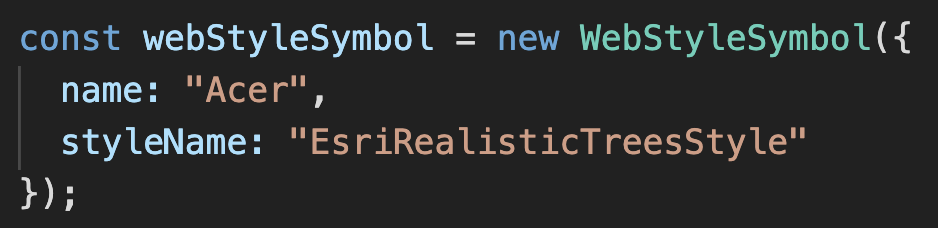 const webStyleSymbol = new WebStyleSymbol({
  name: "Acer",
  styleName: "EsriRealisticTreesStyle"
});